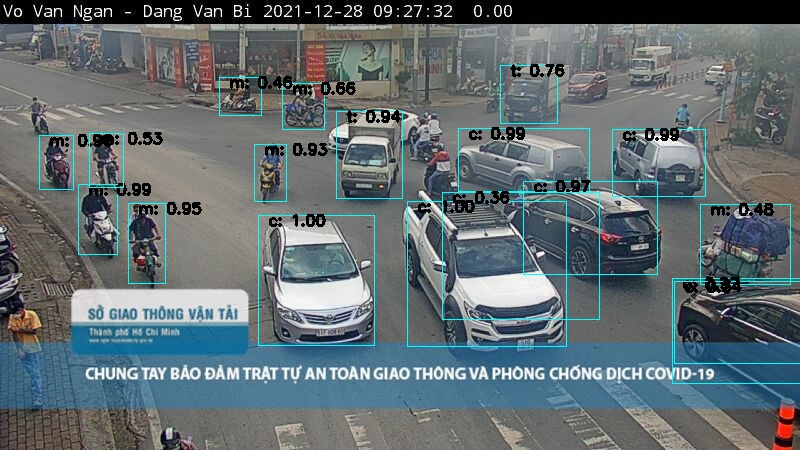 Vo Van Ngan - Dang Van Bi 2021-12-28 09:27:32 0.00
m: 0.46
m: 0.66
t: 0.76
t: 0.94
m: 0.53
m: 0.93
c: 0.99
c: 0.99
m: 0.99
c: 0.36
c: 0.97
m: 0.95
c: 1.00
c: 1.00
m: 0.48
SỞ GIAO THÔNG VẬN TẢI
Thành phố Hồ Chí Minh
CHUNG TAY BẢO ĐẢM TRẬT TỰ AN TOÀN GIAO THÔNG VÀ PHÒNG CHỐNG DỊCH COVID-19